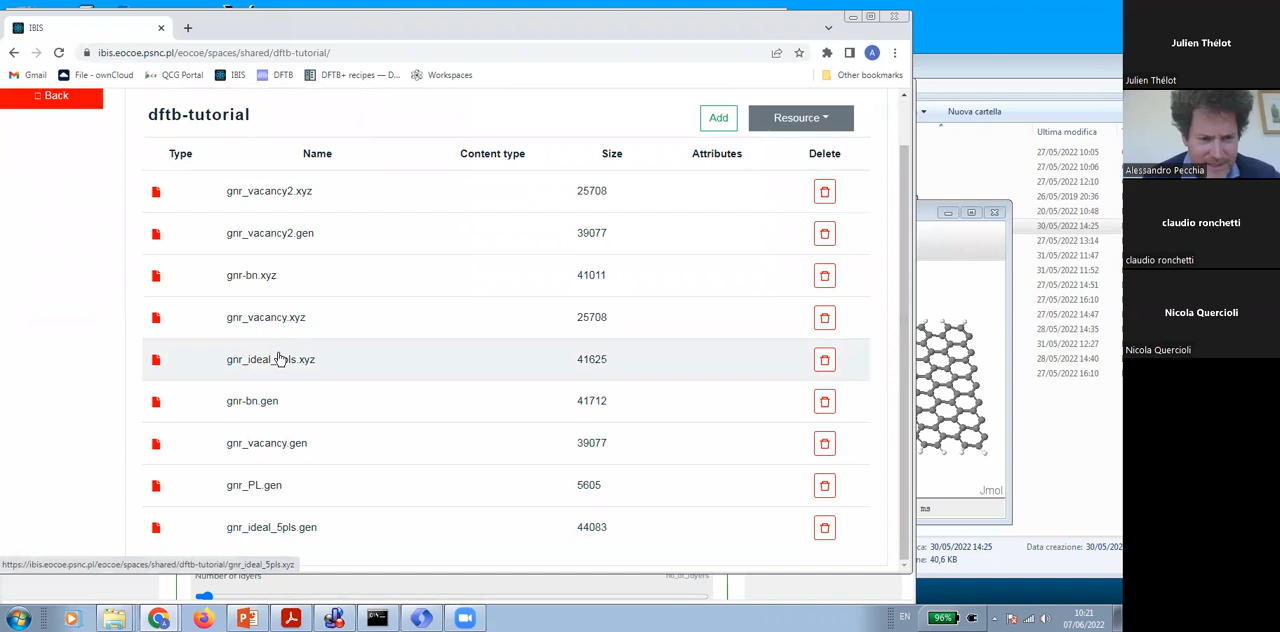 IBIS
ibis.eocoe.psnc.pl/eocoe/spaces/shared/dftb-tutorial/
Gmail
File - ownCloud
QCG Portal
IBIS
DFTB
DFTB+ recipes — D...
Workspaces
Other bookmarks
Back
dftb-tutorial
Add
Resource
Type Name Content type Size Attributes Delete
gnr_vacancy2.xyz 25708
gnr_vacancy2.gen 39077
gnr-bn.xyz 41011
gnr_vacancy.xyz 25708
gnr_ideal_5pls.xyz 41625
gnr-bn.gen 41712
gnr_vacancy.gen 39077
gnr_PL.gen 5605
gnr_ideal_5pls.gen 44083
https://ibis.eocoe.psnc.pl/eocoe/spaces/shared/dftb-tutorial/gnr_ideal_5pls.xyz
Number of layers
no_of_layers
Nuova cartella
Ultima modifica
27/05/2022 10:05
27/05/2022 10:06
27/05/2022 12:10
26/05/2019 20:36
20/05/2022 10:48
30/05/2022 14:25
27/05/2022 13:14
31/05/2022 11:47
31/05/2022 11:52
27/05/2022 14:51
27/05/2022 16:10
27/05/2022 14:47
28/05/2022 14:35
31/05/2022 12:27
28/05/2022 14:40
27/05/2022 16:10
Jmol
ms
ca: 30/05/2022 14:25
Data creazione: 30/05/202
ne: 40,6 KB
EN
96%
10:21
07/06/2022
Julien Thélot
Julien Thélot
Alessandro Pecchia
claudio ronchetti
claudio ronchetti
Nicola Quercioli
Nicola Quercioli